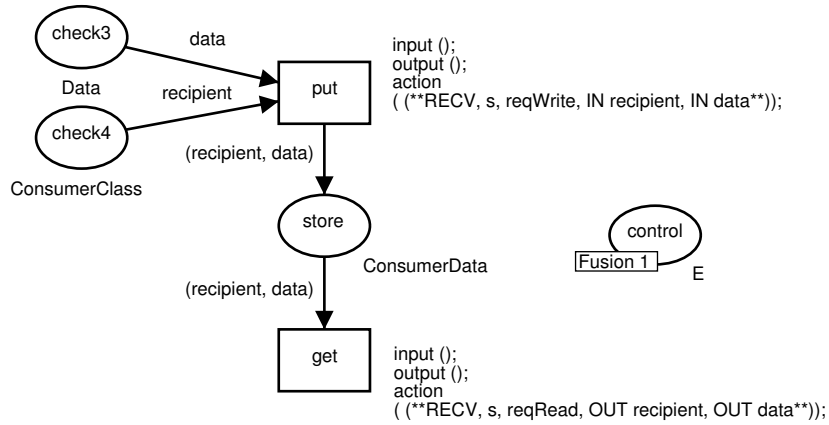 check3
data
Data
recipient
check4
ConsumerClass
put
input ();
output ();
action
( (**RECV, s, reqWrite, IN recipient, IN data**));
(recipient, data)
store
ConsumerData
control
Fusion 1
E
(recipient, data)
get
input ();
output ();
action
( (**RECV, s, reqRead, OUT recipient, OUT data**));